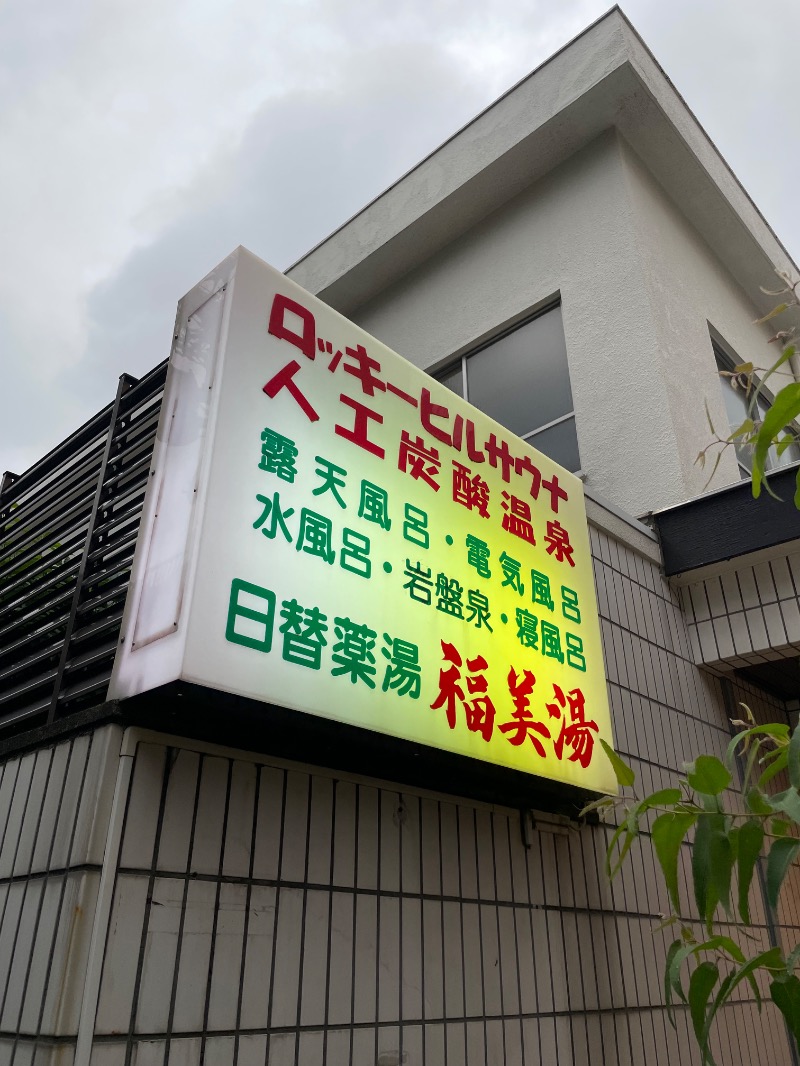 ロッキーヒルサウナ
人工炭酸温泉
露天風呂・電気風呂
水風呂・岩盤泉・寝風呂
日替薬湯 福美湯